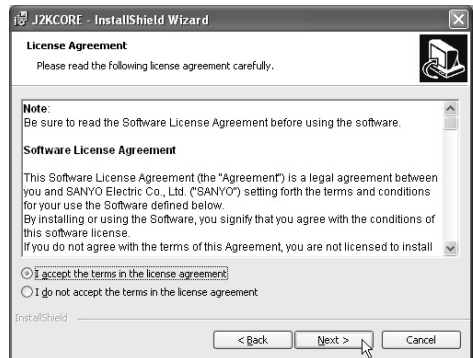 J2KCORE - InstallShield Wizard
License Agreement
Please read the following license agreement carefully.
Note:
Be sure to read the Software License Agreement before using the software.
Software License Agreement
This Software License Agreement (the "Agreement") is a legal agreement between
you and SANYO Electric Co., Ltd. ("SANYO") setting forth the terms and conditions
for your use the Software defined below.
By installing or using the Software, you signify that you agree with the conditions of
this software license.
If you do not agree with the terms of this Agreement, you are not licensed to install
I accept the terms in the license agreement
I do not accept the terms in the license agreement
InstallShield
< Back
Next >
Cancel